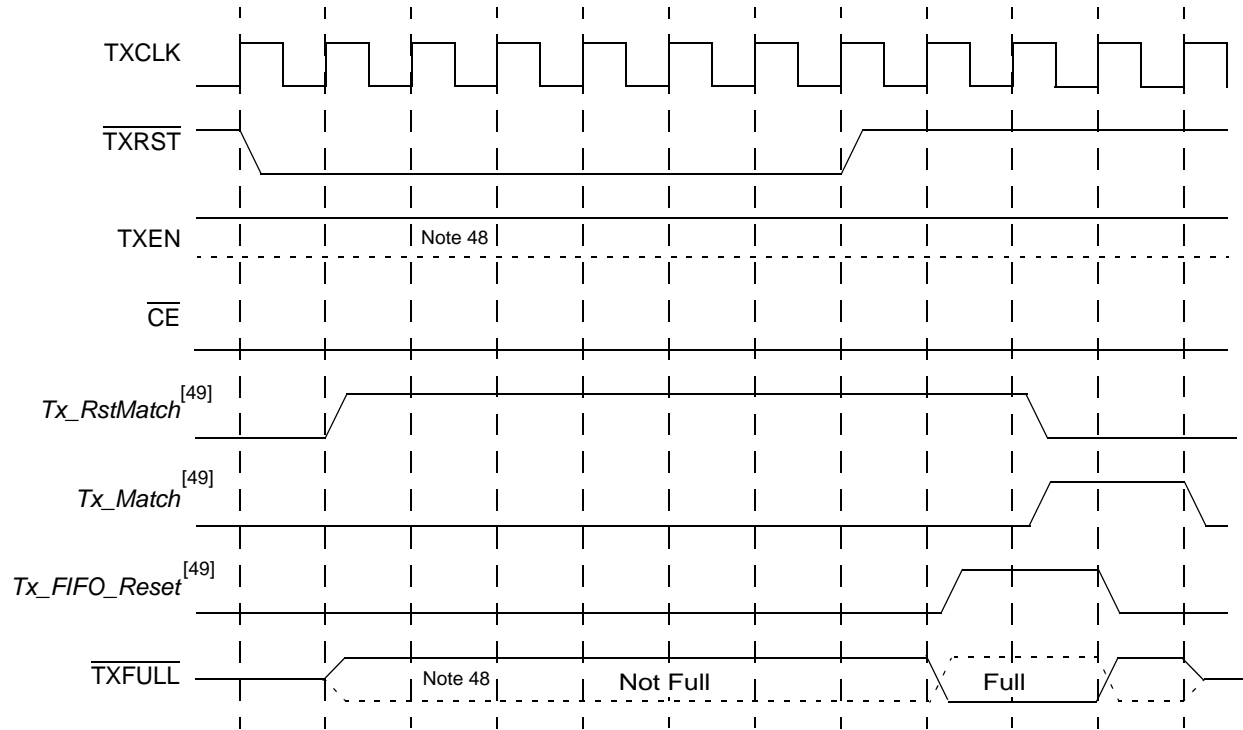 TXCLK
TXRST
TXEN
Note 48
CE
Tx_RstMatch[49]
Tx_Match[49]
Tx_FIFO_Reset[49]
TXFULL
Note 48
Not Full
Full